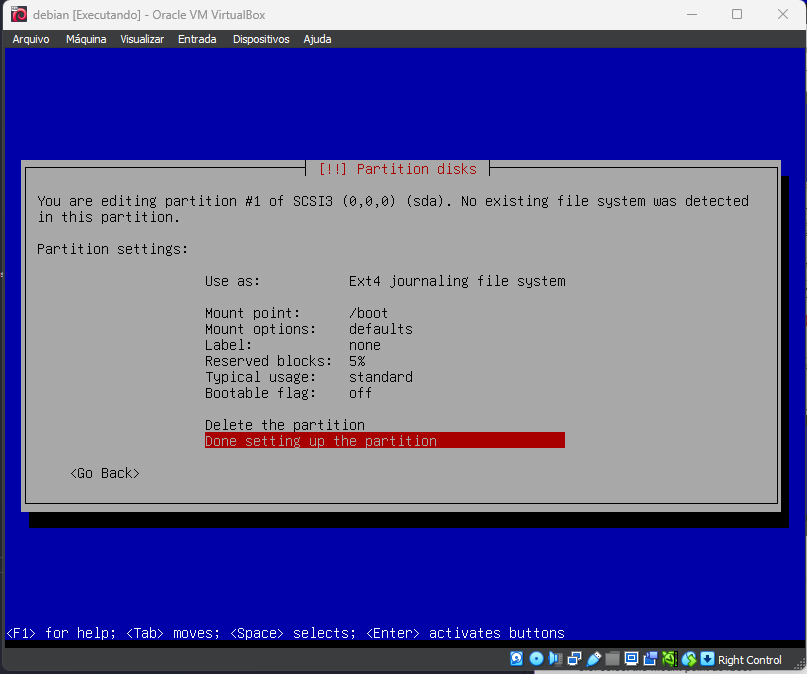 debian [Executando] - Oracle VM VirtualBox
Arquivo Máquina Visualizar Entrada Dispositivos Ajuda
[!!] Partition disks
You are editing partition #1 of SCSI3 (0,0,0) (sda). No existing file system was detected
in this partition.
Partition settings:
Use as: Ext4 journaling file system
Mount point: /boot
Mount options: defaults
Label: none
Reserved blocks: 5%
Typical usage: standard
Bootable flag: off
Delete the partition
Done setting up the partition
<Go Back>
<F1> for help; <Tab> moves; <Space> selects; <Enter> activates buttons
Right Control